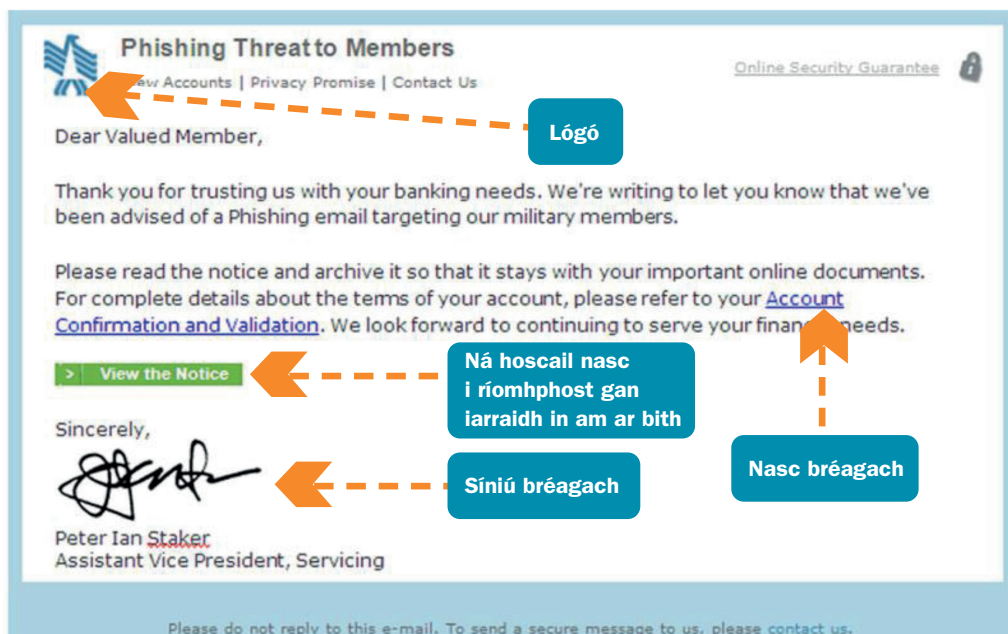 Phishing Threat to Members
Accounts | Privacy Promise | Contact Us
Online Security Guarantee
Lógó
Dear Valued Member,
Thank you for trusting us with your banking needs. We're writing to let you know that we've
been advised of a Phishing email targeting our military members.
Please read the notice and archive it so that it stays with your important online documents.
For complete details about the terms of your account, please refer to your Account
Confirmation and Validation. We look forward to continuing to serve your needs.
> View the Notice
Ná hoscail nasc
i ríomhphost gan
iarraidh in am ar bith
Nasc bréagach
Sincerely,
Síniú bréagach
Peter Ian Staker
Assistant Vice President, Servicing
Please do not reply to this e-mail. To send a secure message to us, please contact us.